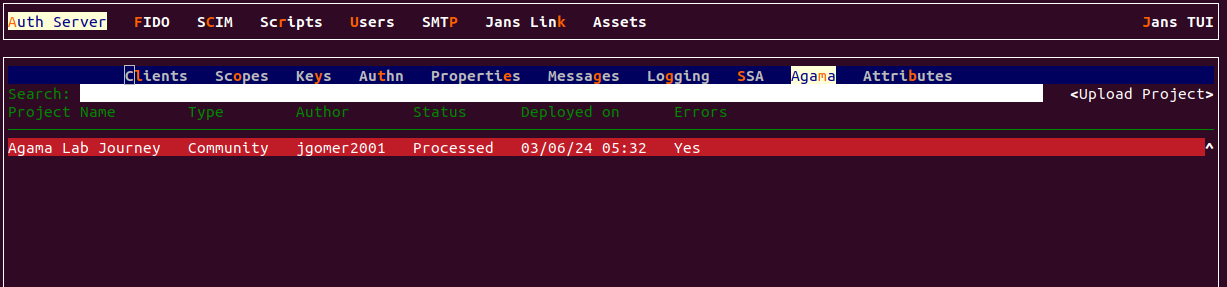 Auth Server FIDO SCIM Scripts Users SMTP Jans Link Assets Jans TUI
Clients Scopes Keys Authn Properties Messages Logging SSA Agama Attributes
Search: <Upload Project>
Project Name Type Author Status Deployed on Errors
Agama Lab Journey Community jgomer2001 Processed 03/06/24 05:32 Yes ^